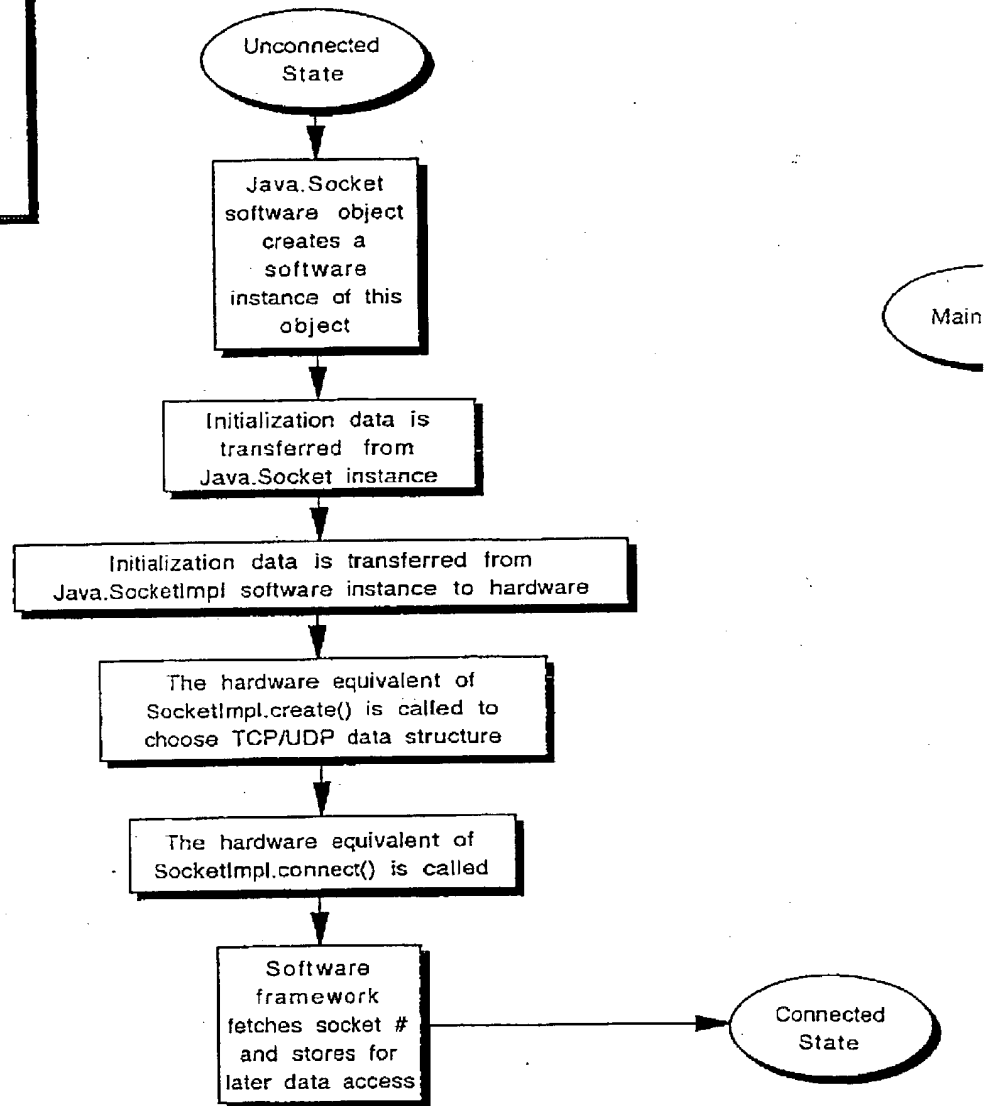 Unconnected
State
Java.Socket
software object
creates a
software
instance of this
object
Main
Initialization data is
transferred from
Java.Socket instance
Initialization data is transferred from
Java.SocketImpl software instance to hardware
The hardware equivalent of
SocketImpl.create() is called to
choose TCP/UDP data structure
The hardware equivalent of
SocketImpl.connect() is called
Software
framework
fetches socket #
and stores for
later data access
Connected
State